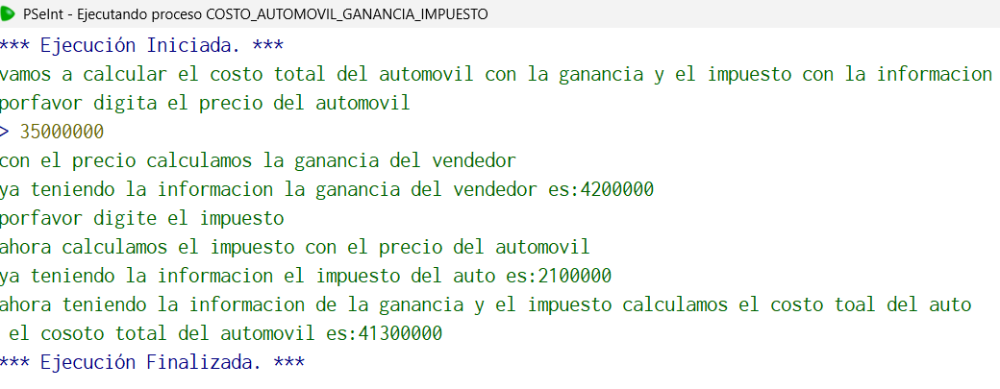 PSeInt - Ejecutando proceso COSTO_AUTOMOVIL_GANANCIA_IMPUESTO
*** Ejecución Iniciada. ***
vamos a calcular el costo total del automovil con la ganancia y el impuesto con la informacion
porfavor digita el precio del automovil
> 35000000
con el precio calculamos la ganancia del vendedor
ya teniendo la informacion la ganancia del vendedor es:4200000
porfavor digite el impuesto
ahora calculamos el impuesto con el precio del automovil
ya teniendo la informacion el impuesto del auto es:2100000
ahora teniendo la informacion de la ganancia y el impuesto calculamos el costo toal del auto
el cosoto total del automovil es:41300000
*** Ejecución Finalizada. ***